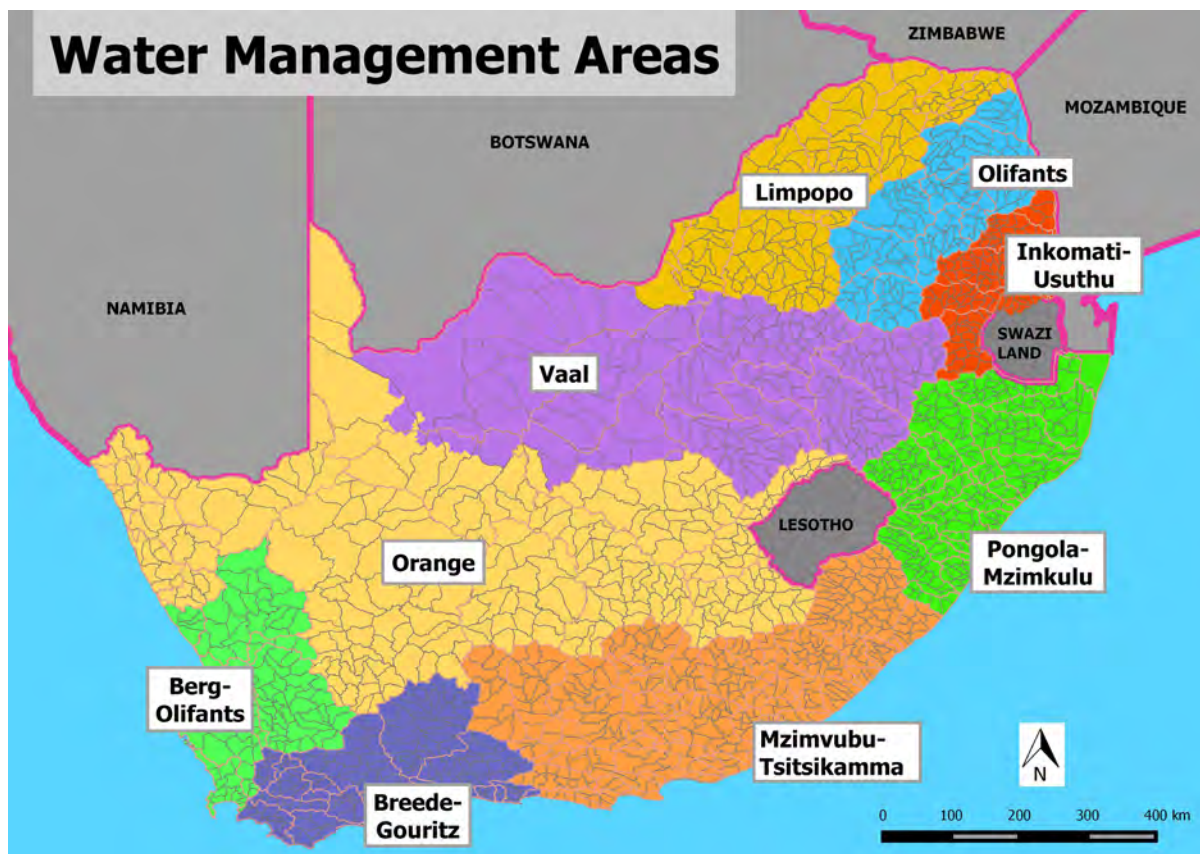 Water Management Areas
ZIMBABWE
MOZAMBIQUE
BOTSWANA
Limpopo
Olifants
Inkomati-
Usuthu
NAMIBIA
SWAZI
LAND
Vaal
LESOTHO
Pongola-
Mzimkulu
Orange
Berg-
Olifants
Mzimvubu-
Tsitsikamma
Breede-
Gouritz
N
0 100 200 300 400 km